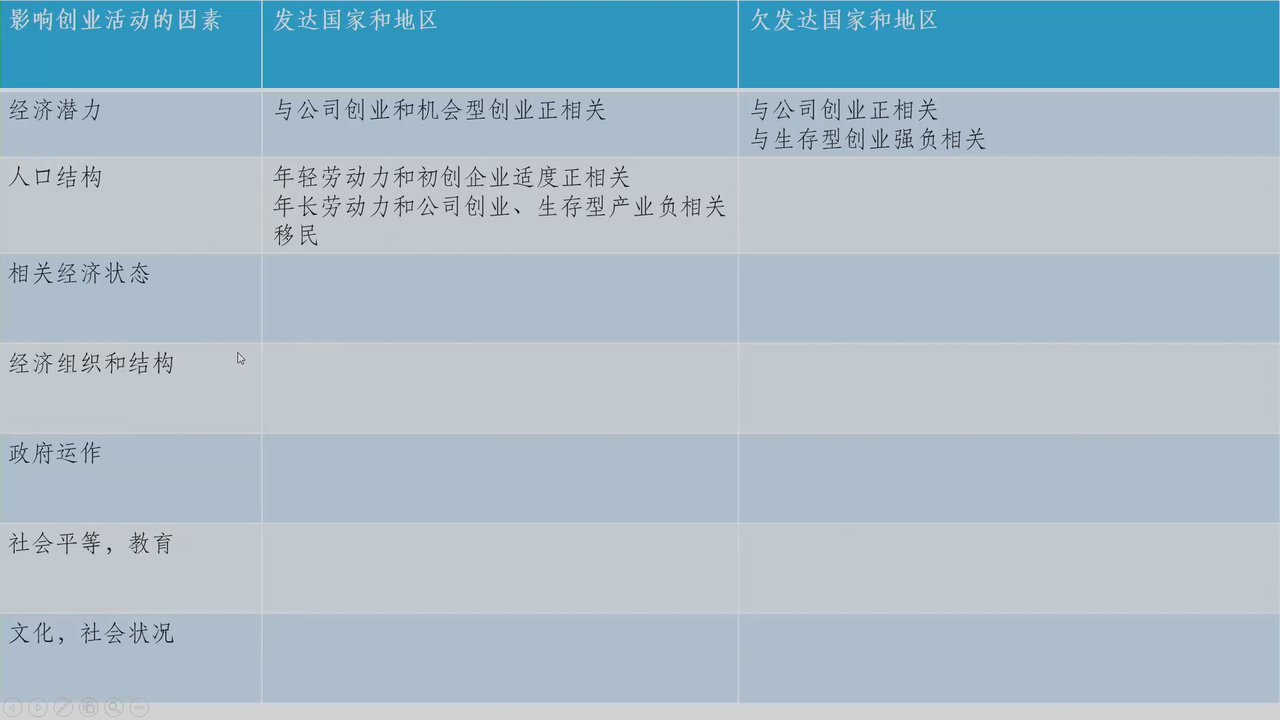 影响创业活动的因素
发达国家和地区
欠发达国家和地区
经济潜力
与公司创业和机会型创业正相关
与公司创业正相关
与生存型创业强负相关
人口结构
年轻劳动力和初创企业适度正相关
年长劳动力和公司创业、生存型产业负相关
移民
相关经济状态
经济组织和结构
政府运作
社会平等，教育
文化，社会状况